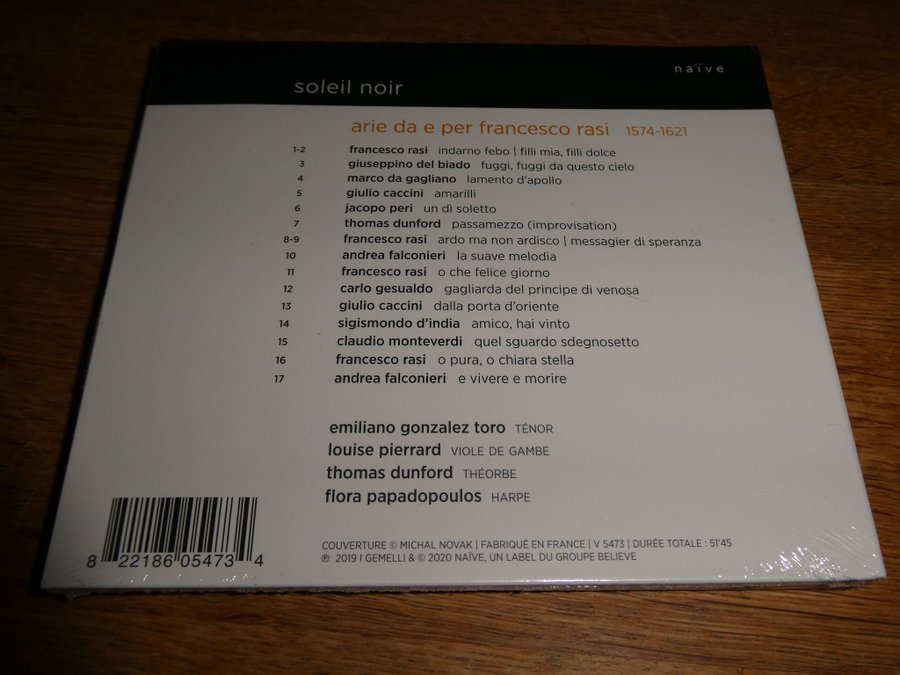 naïve
soleil noir
arie da e per francesco rasi 1574-1621
1-2 francesco rasi indarno febo | filli mia, filli dolce
3 giuseppino del biado fuggi, fuggi da questo cielo
4 marco da gagliano lamento d'apollo
5 giulio caccini amarilli
6 jacopo peri un dì soletto
7 thomas dunford passamezzo (improvisation)
8-9 francesco rasi ardo ma non ardisco | messagier di speranza
10 andrea falconieri la suave melodia
11 francesco rasi o che felice giorno
12 carlo gesualdo gagliarda del principe di venosa
13 giulio caccini dalla porta d'oriente
14 sigismondo d'india amico, hai vinto
15 claudio monteverdi quel sguardo sdegnosetto
16 francesco rasi o pura, o chiara stella
17 andrea falconieri e vivere e morire
emiliano gonzalez toro TÉNOR
louise pierrard VIOLE DE GAMBE
thomas dunford THÉORBE
flora papadopoulos HARPE
COUVERTURE © MICHAL NOVAK | FABRIQUÉ EN FRANCE | V 5473 | DURÉE TOTALE : 51'45
℗ 2019 I GEMELLI & © 2020 NAÏVE, UN LABEL DU GROUPE BELIEVE
8 22186 05473 4